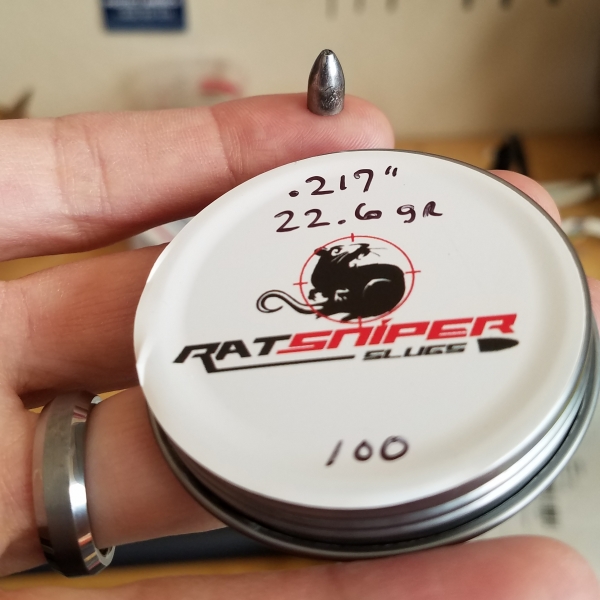 .217"
22.6 gR
RATSNIPER
SLUGS
100